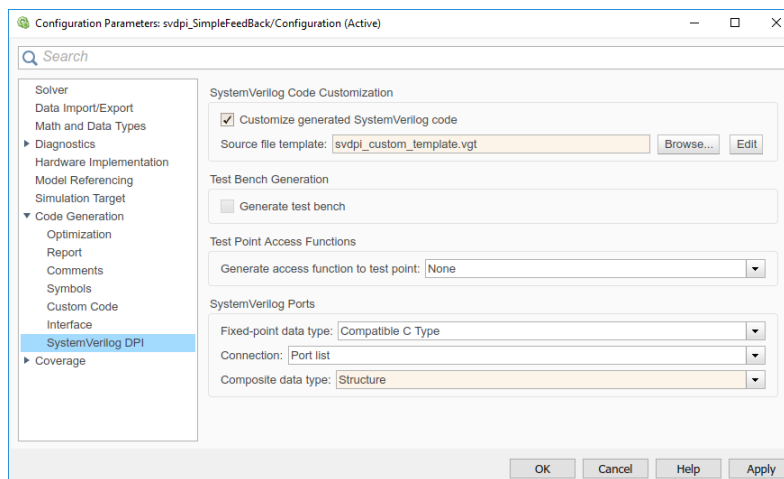 Configuration Parameters: svdpi_SimpleFeedBack/Configuration (Active)
Search
Solver
Data Import/Export
Math and Data Types
Diagnostics
Hardware Implementation
Model Referencing
Simulation Target
Code Generation
Optimization
Report
Comments
Symbols
Custom Code
Interface
SystemVerilog DPI
Coverage
SystemVerilog Code Customization
Customize generated SystemVerilog code
Source file template: svdpi_custom_template.vgt Browse... Edit
Test Bench Generation
Generate test bench
Test Point Access Functions
Generate access function to test point: None
SystemVerilog Ports
Fixed-point data type: Compatible C Type
Connection: Port list
Composite data type: Structure
OK Cancel Help Apply